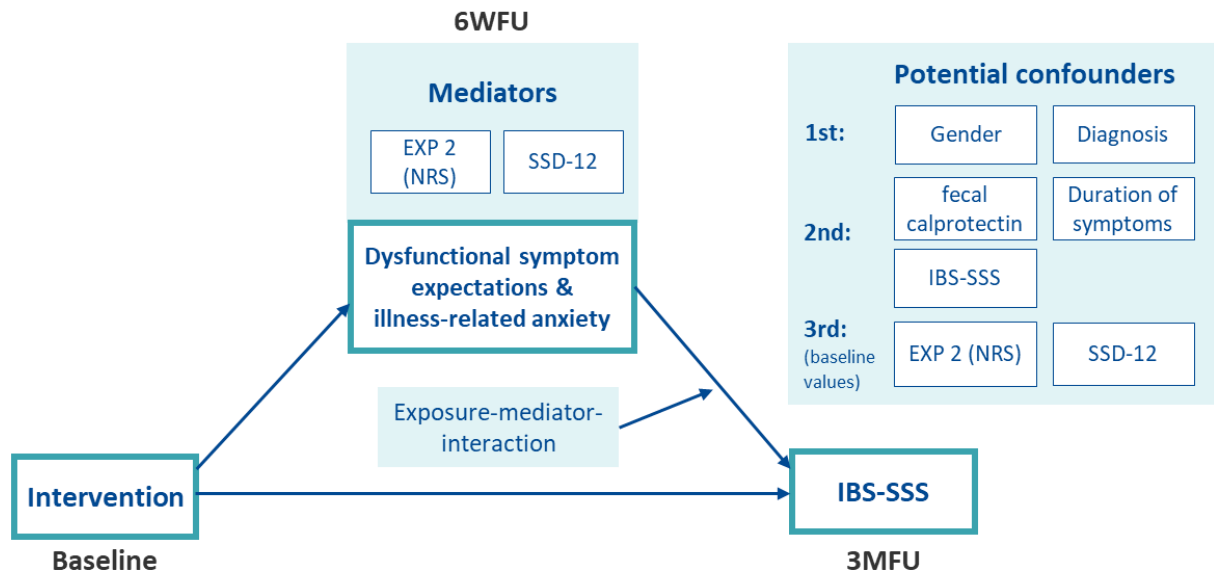 6WFU
Mediators
EXP 2
(NRS)
SSD-12
Dysfunctional symptom
expectations &
illness-related anxiety
Exposure-mediator-
interaction
Intervention
Baseline
IBS-SSS
3MFU
Potential confounders
1st:
Gender
Diagnosis
2nd:
fecal
calprotectin
Duration of
symptoms
IBS-SSS
3rd:
(baseline
values)
EXP 2 (NRS)
SSD-12